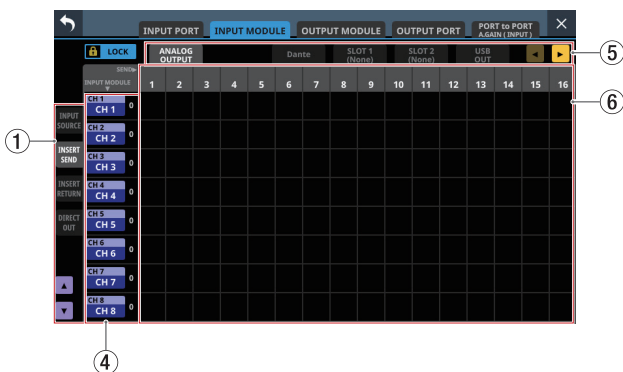 INPUT PORT
INPUT MODULE
OUTPUT MODULE
OUTPUT PORT
PORT to PORT
A.GAIN ( INPUT )
LOCK
ANALOG
OUTPUT
Dante
SLOT 1
(None)
SLOT 2
(None)
USB
OUT
5
SEND
INPUT MODULE
1 2 3 4 5 6 7 8 9 10 11 12 13 14 15 16
6
1
INPUT
SOURCE
INSERT
SEND
INSERT
RETURN
DIRECT
OUT
CH 1
CH 1 0
CH 2
CH 2 0
CH 3
CH 3 0
CH 4
CH 4 0
CH 5
CH 5 0
CH 6
CH 6 0
CH 7
CH 7 0
CH 8
CH 8 0
4